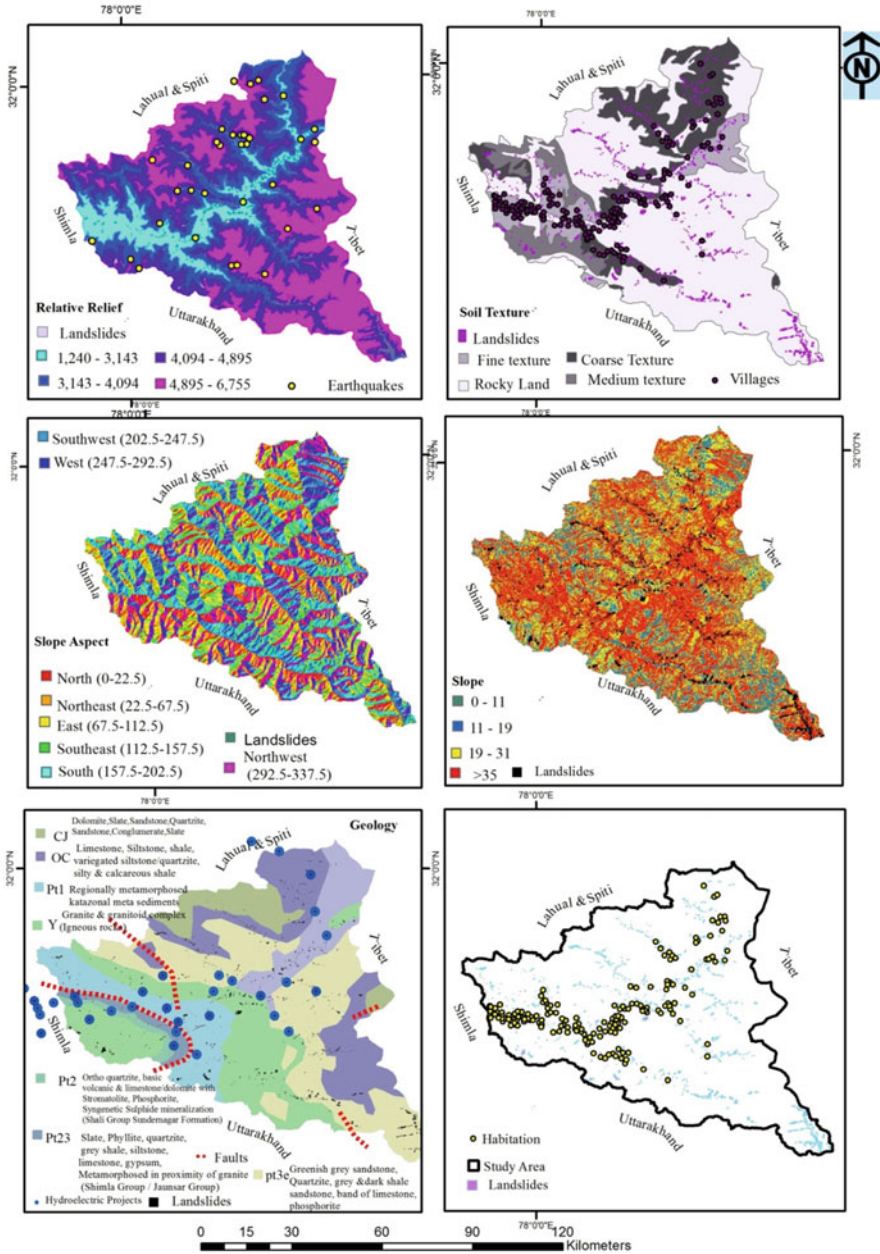 78°0'0"E
32°0'0"N
Lahual & Spiti
Shimla
Tibet
Uttarakhand
Relative Relief
Landslides
1,240 - 3,143
4,094 - 4,895
3,143 - 4,094
4,895 - 6,755
Earthquakes
78°0'0"E
78°0'0"E
32°0'0"N
N
Lahual & Spiti
Shimla
Tibet
Uttarakhand
Soil Texture
Landslides
Fine texture
Coarse Texture
Rocky Land
Medium texture
Villages
78°0'0"E
78°0'0"E
32°0'0"N
Southwest (202.5-247.5)
West (247.5-292.5)
Lahual & Spiti
Shimla
Tibet
Uttarakhand
Slope Aspect
North (0-22.5)
Northeast (22.5-67.5)
East (67.5-112.5)
Southeast (112.5-157.5)
South (157.5-202.5)
Landslides
Northwest
(292.5-337.5)
32°0'0"N
Lahual & Spiti
Shimla
Tibet
Uttarakhand
Slope
0 - 11
11 - 19
19 - 31
>35
Landslides
78°0'0"E
32°0'0"N
Geology
CJ
Dolomite,Slate,Sandstone,Quartzite,
Sandstone,Conglomerate,Slate
OC
Limestone, Siltstone, shale,
variegated siltstone/quartzite,
silty & calcareous shale
Pt1
Regionally metamorphosed
katazonal meta sediments
Y
Granite & granitoid complex
(Igneous rocks)
Lahual & Spiti
Shimla
Tibet
Uttarakhand
Pt2
Ortho quartzite, basic
volcanic & limestone/dolomite with
Stromatolite, Phosphorite,
Syngenetic Sulphide mineralization
(Shali Group Sundernagar Formation)
Pt23
Slate, Phyllite, quartzite,
grey shale, siltstone,
limestone, gypsum,
Metamorphosed in proximity of granite
(Shimla Group / Jaunsar Group)
Faults
pt3e
Greenish grey sandstone,
Quartzite, grey &dark shale
sandstone, band of limestone,
phosphorite
Hydroelectric Projects
Landslides
78°0'0"E
32°0'0"N
Lahual & Spiti
Shimla
Tibet
Uttarakhand
Habitation
Study Area
Landslides
78°0'0"E
0 15 30 60 90 120
Kilometers